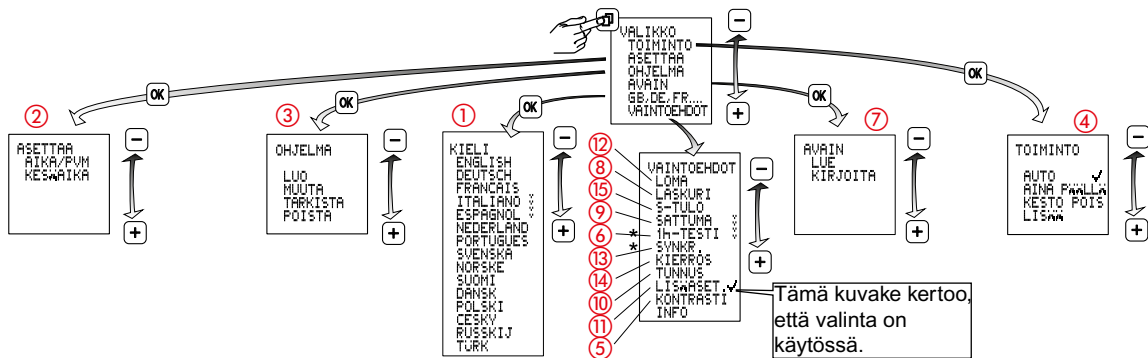 VALIKKO
TOIMINTO
ASETTAA
OHJELMA
AVAIN
GB,DE,FR....
VAINTOEHDOT
−
+
OK
OK
OK
OK
OK
②
ASETTAA
AIKA/PVM
KESÄAIKA
−
+
③
OHJELMA
LUO
MUUTA
TARKISTA
POISTA
−
+
①
KIELI
ENGLISH
DEUTSCH
FRANCAIS
ITALIANO
ESPAGNOL
NEDERLAND
PORTUGUES
SVENSKA
NORSKE
SUOMI
DANSK
POLSKI
CESKY
RUSSKIJ
TÜRK
−
+
VAINTOEHDOT
⑫ LOMA
⑧ LASKURI
⑮ S-TULO
⑨ SATTUMA
⑥ * 1h-TESTI
⑬ * SYNKR.
⑭ KIERROS
⑩ TUNNUS
⑪ LISÄASET. ✓
⑤ KONTRASTI
INFO
−
+
Tämä kuvake kertoo,
että valinta on
käytössä.
⑦
AVAIN
LUE
KIRJOITA
−
+
④
TOIMINTO
AUTO ✓
AINA PÄÄLLÄ
KESTO POIS
LISÄÄ
−
+